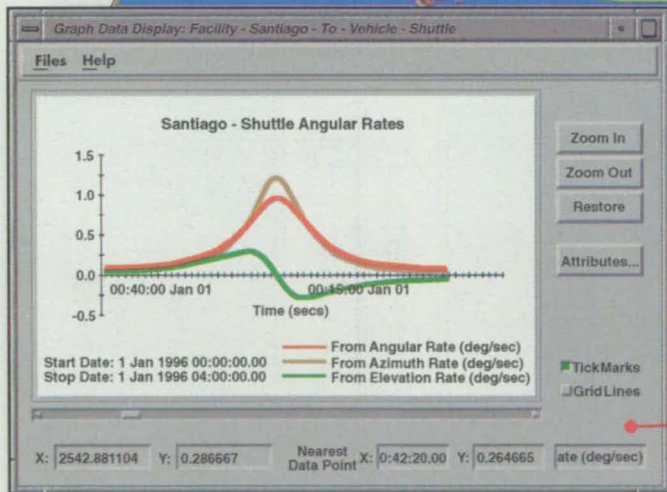 Graph Data Display: Facility - Santiago - To - Vehicle - Shuttle
Files Help
Santiago - Shuttle Angular Rates
1.5
1.0
0.5
0.0
-0.5
00:40:00 Jan 01 00:15:00 Jan 01
Time (secs)
From Angular Rate (deg/sec)
Start Date: 1 Jan 1996 00:00:00.00 From Azimuth Rate (deg/sec)
Stop Date: 1 Jan 1996 04:00:00.00 From Elevation Rate (deg/sec)
Zoom In
Zoom Out
Restore
Attributes...
TickMarks
GridLines
X: 2542.881104 Y: 0.286667 Nearest Data Point X: 0:42:20.00 Y: 0.264665 ate (deg/sec)